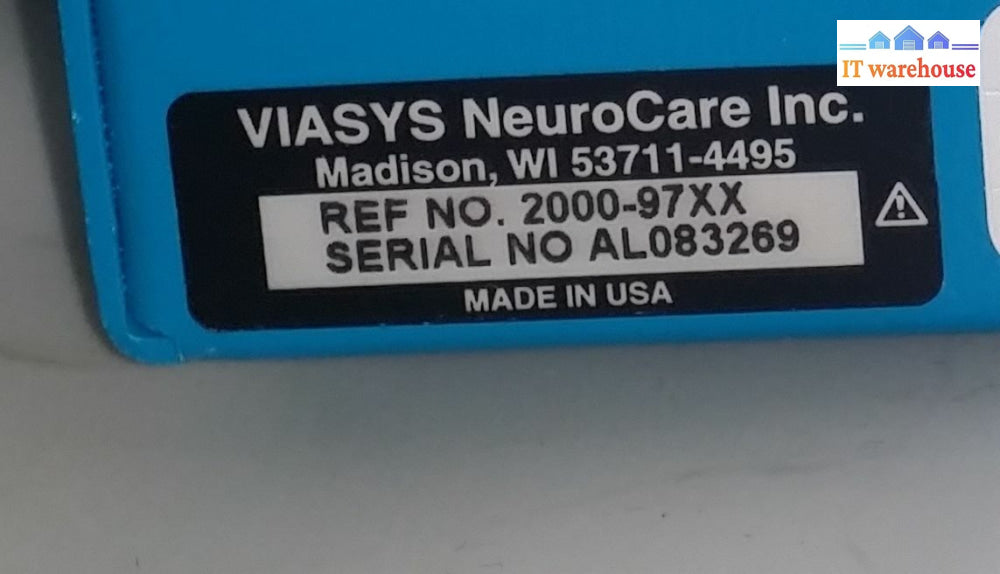 IT warehouse
VIASYS NeuroCare Inc.
Madison, WI 53711-4495
REF NO. 2000-97XX
SERIAL NO AL083269
MADE IN USA